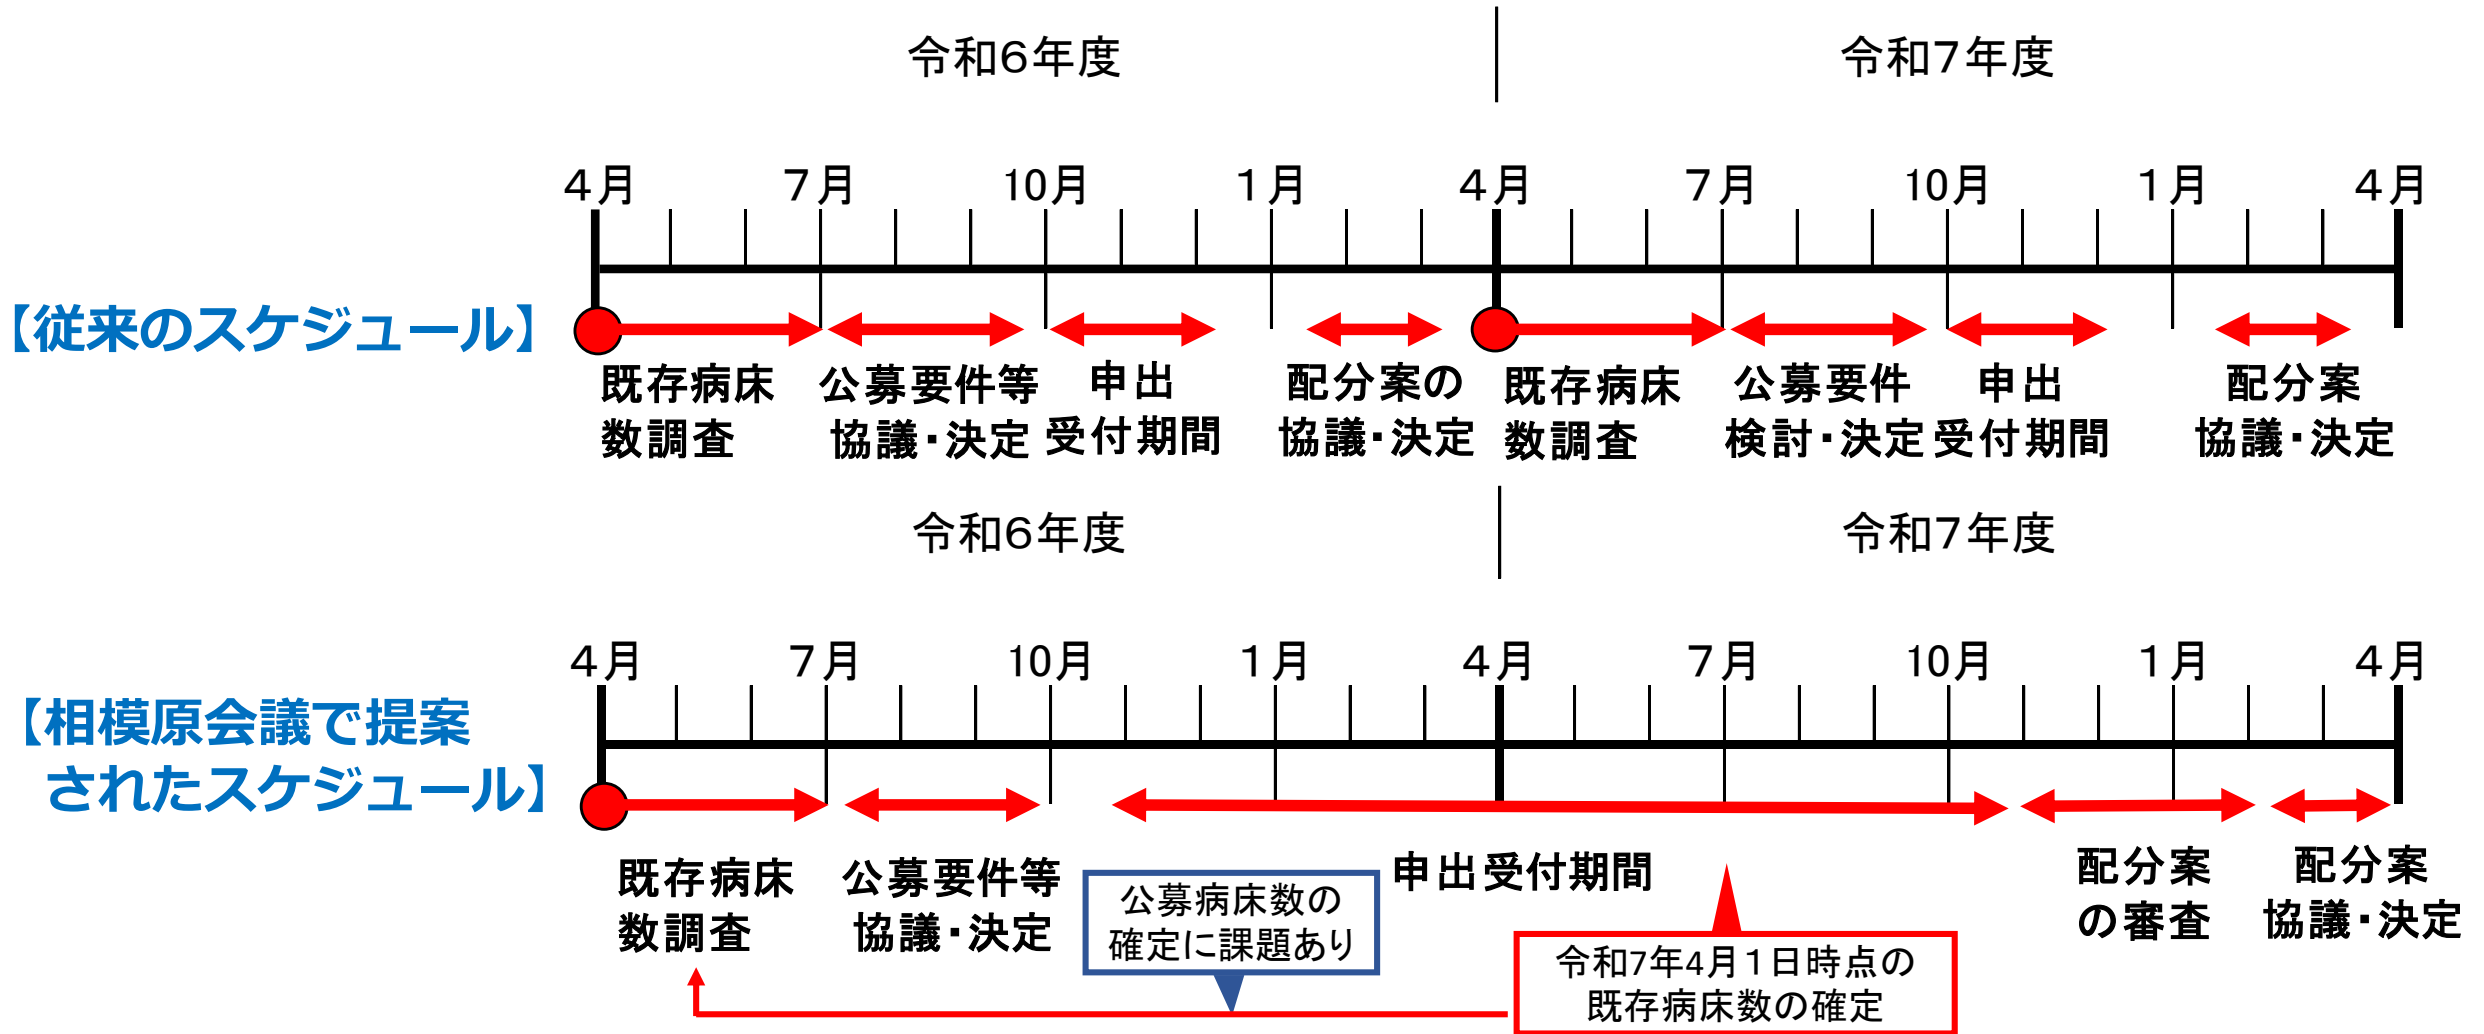 令和6年度
令和7年度
4月
7月
10月
1月
4月
7月
10月
1月
4月
【従来のスケジュール】
既存病床
数調査
公募要件等
協議・決定
申出
受付期間
配分案の
協議・決定
既存病床
数調査
公募要件
検討・決定
申出
受付期間
配分案
協議・決定
令和6年度
令和7年度
4月
7月
10月
1月
4月
7月
10月
1月
4月
【相模原会議で提案
されたスケジュール】
既存病床
数調査
公募要件等
協議・決定
公募病床数の
確定に課題あり
申出受付期間
令和7年4月1日時点の
既存病床数の確定
配分案
の審査
配分案
協議・決定